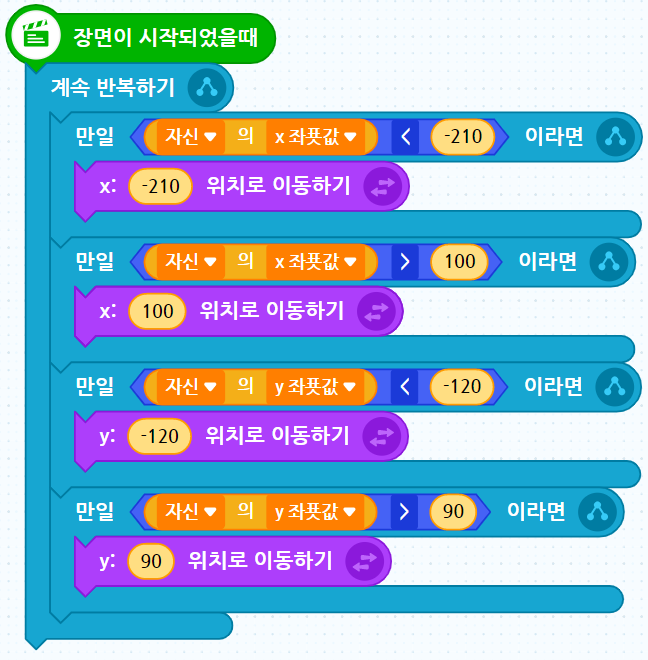 장면이 시작되었을때
계속 반복하기
만일 자신 의 x 좌푯값 < -210 이라면
x: -210 위치로 이동하기
만일 자신 의 x 좌푯값 > 100 이라면
x: 100 위치로 이동하기
만일 자신 의 y 좌푯값 < -120 이라면
y: -120 위치로 이동하기
만일 자신 의 y 좌푯값 > 90 이라면
y: 90 위치로 이동하기